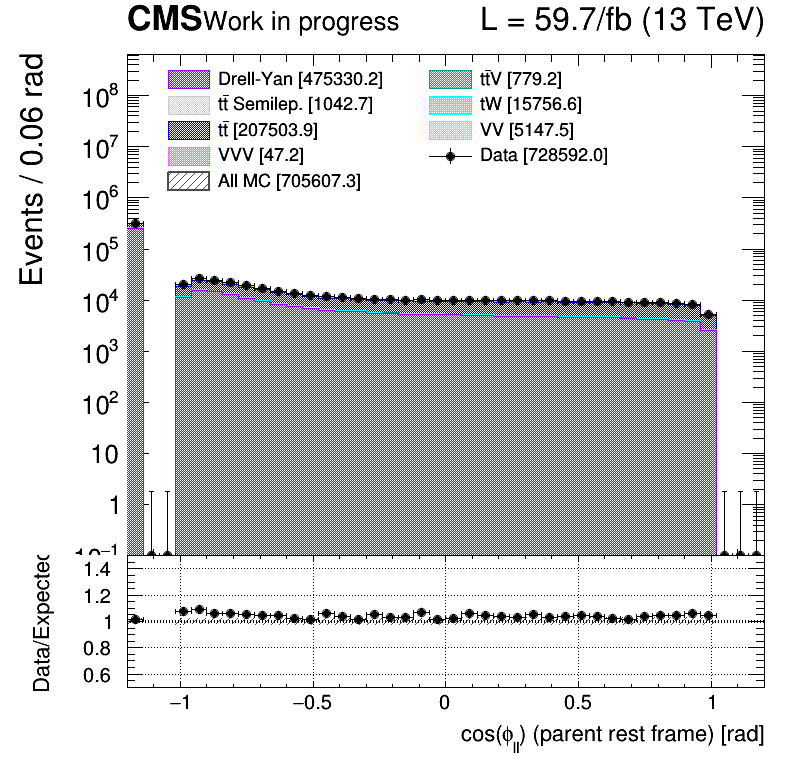 CMS Work in progress L = 59.7/fb (13 TeV)
Events / 0.06 rad
Drell-Yan [475330.2]
tt̄ Semilep. [1042.7]
tt̄ [207503.9]
VVV [47.2]
All MC [705607.3]
tt̄V [779.2]
tW [15756.6]
VV [5147.5]
Data [728592.0]
10⁸
10⁷
10⁶
10⁵
10⁴
10³
10²
10
1
10⁻¹
Data/Expected
1.4
1.2
1
0.8
0.6
−1 −0.5 0 0.5 1
cos(ϕ_ll) (parent rest frame) [rad]